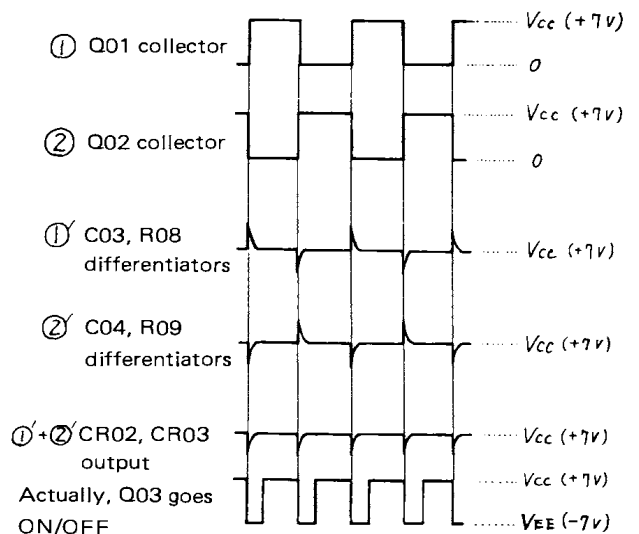 Vcc (+7V)
① Q01 collector
0
Vcc (+7V)
② Q02 collector
0
①′ C03, R08
differentiators
Vcc (+7V)
②′ C04, R09
differentiators
Vcc (+7V)
①′+②′ CR02, CR03
output
Vcc (+7V)
Actually, Q03 goes
ON/OFF
Vcc (+7V)
VEE (-7V)